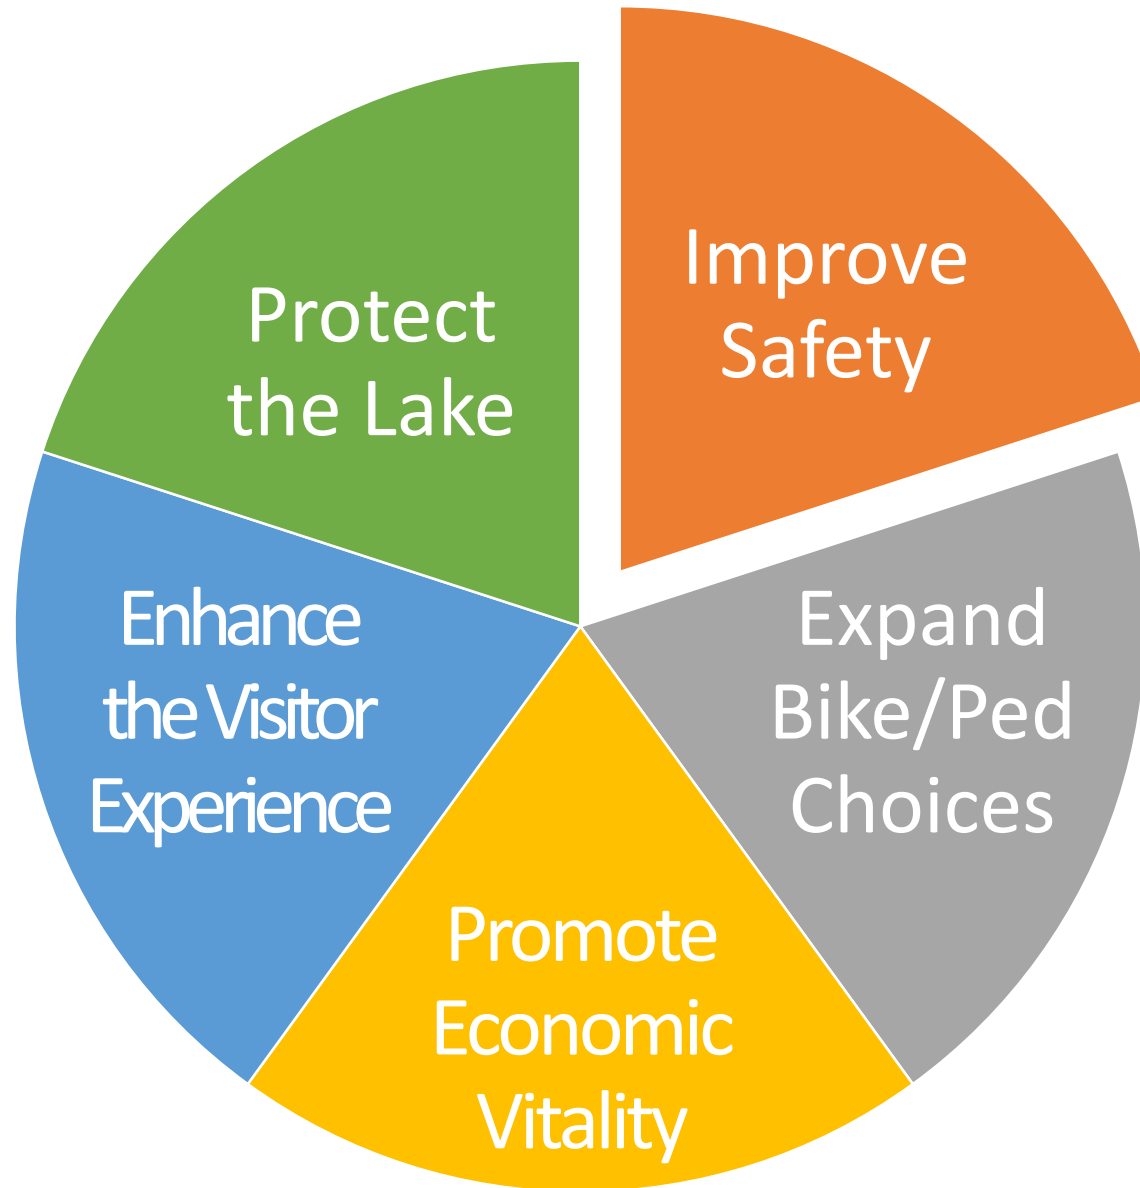 Improve
Safety
Protect
the Lake
Enhance
the Visitor
Experience
Expand
Bike/Ped
Choices
Promote
Economic
Vitality